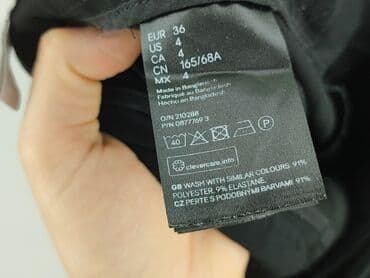 EUR 36
US 4
CA 4
CN 165/68A
MX 4
Made in Bangladesh
Fabriqué au Bangladesh
Hecho en Bangladesh
O/N 210288
P/N 0877769 3
40 P
clevercare.info
GB WASH WITH SIMILAR COLOURS. 91%
POLYESTER. 9% ELASTANE.
CZ PERTE S PODOBNÝMI BARVAMI. 91%